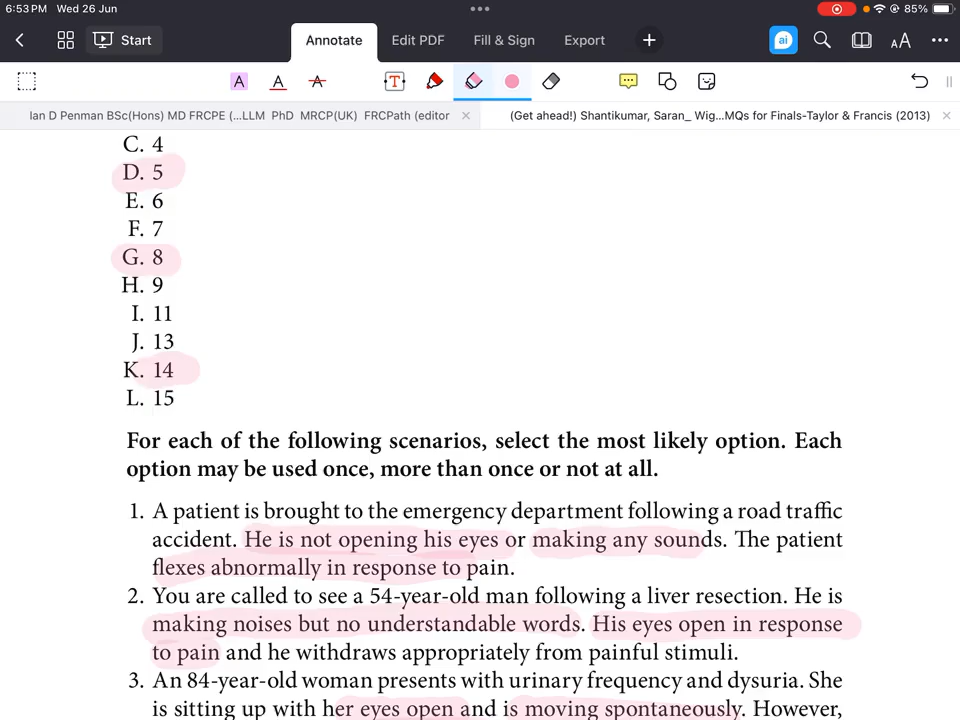 6:53 PM Wed 26 Jun
85%
Start
Annotate
Edit PDF
Fill & Sign
Export
ai
AA
A A A T
Ian D Penman BSc(Hons) MD FRCPE (...LLM PhD MRCP(UK) FRCPath (editor
(Get ahead!) Shantikumar, Saran_ Wig...MQs for Finals-Taylor & Francis (2013)
C. 4
D. 5
E. 6
F. 7
G. 8
H. 9
I. 11
J. 13
K. 14
L. 15
For each of the following scenarios, select the most likely option. Each
option may be used once, more than once or not at all.
1. A patient is brought to the emergency department following a road traffic
accident. He is not opening his eyes or making any sounds. The patient
flexes abnormally in response to pain.
2. You are called to see a 54-year-old man following a liver resection. He is
making noises but no understandable words. His eyes open in response
to pain and he withdraws appropriately from painful stimuli.
3. An 84-year-old woman presents with urinary frequency and dysuria. She
is sitting up with her eyes open and is moving spontaneously. However,